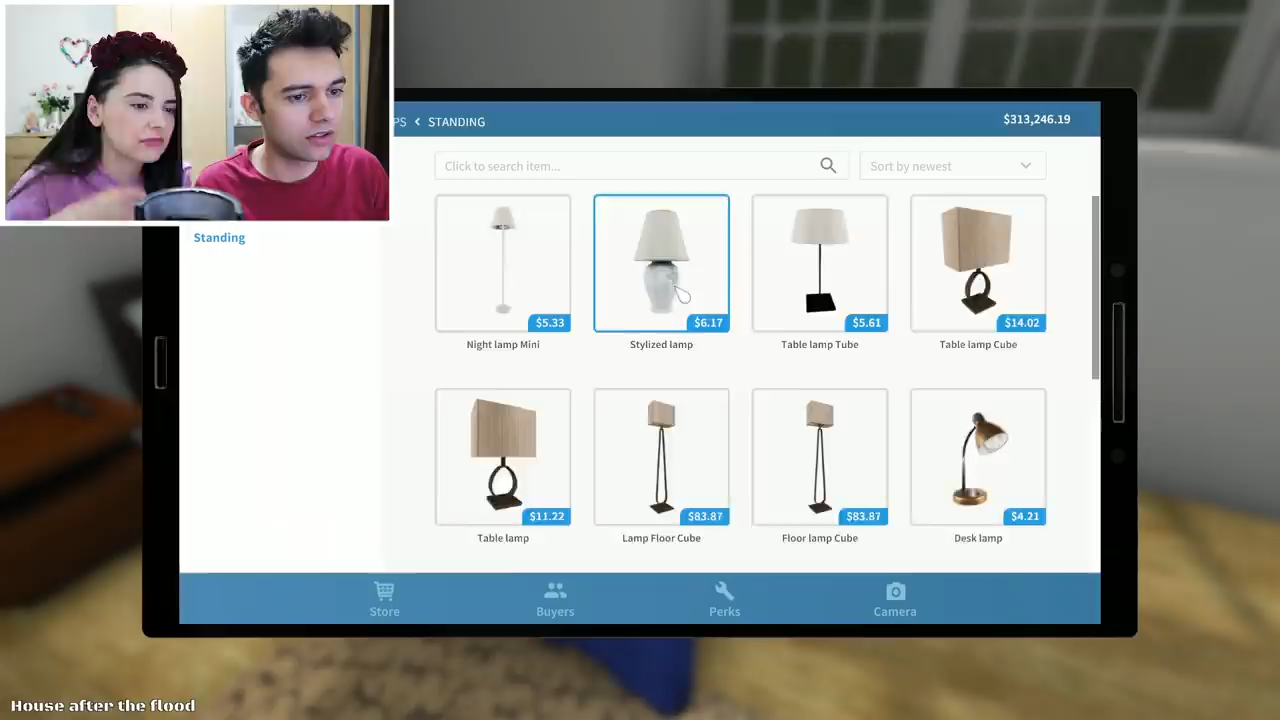 PS < STANDING
$313,246.19
Click to search item...
Sort by newest
Standing
$5.33
$6.17
$5.61
$14.02
Night lamp Mini
Stylized lamp
Table lamp Tube
Table lamp Cube
$11.22
$83.87
$83.87
$4.21
Table lamp
Lamp Floor Cube
Floor lamp Cube
Desk lamp
Store
Buyers
Perks
Camera
House after the flood